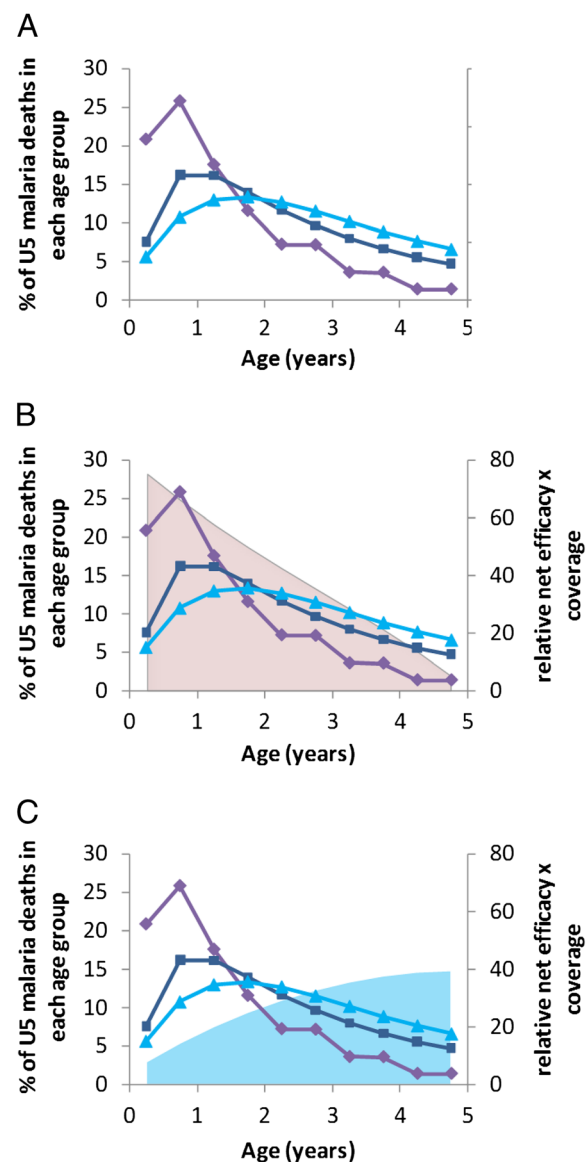 A
% of U5 malaria deaths in
each age group
30
25
20
15
10
5
0
0 1 2 3 4 5
Age (years)
B
% of U5 malaria deaths in
each age group
30
25
20
15
10
5
0
80
60
40
20
0
relative net efficacy x
coverage
0 1 2 3 4 5
Age (years)
C
% of U5 malaria deaths in
each age group
30
25
20
15
10
5
0
80
60
40
20
0
relative net efficacy x
coverage
0 1 2 3 4 5
Age (years)